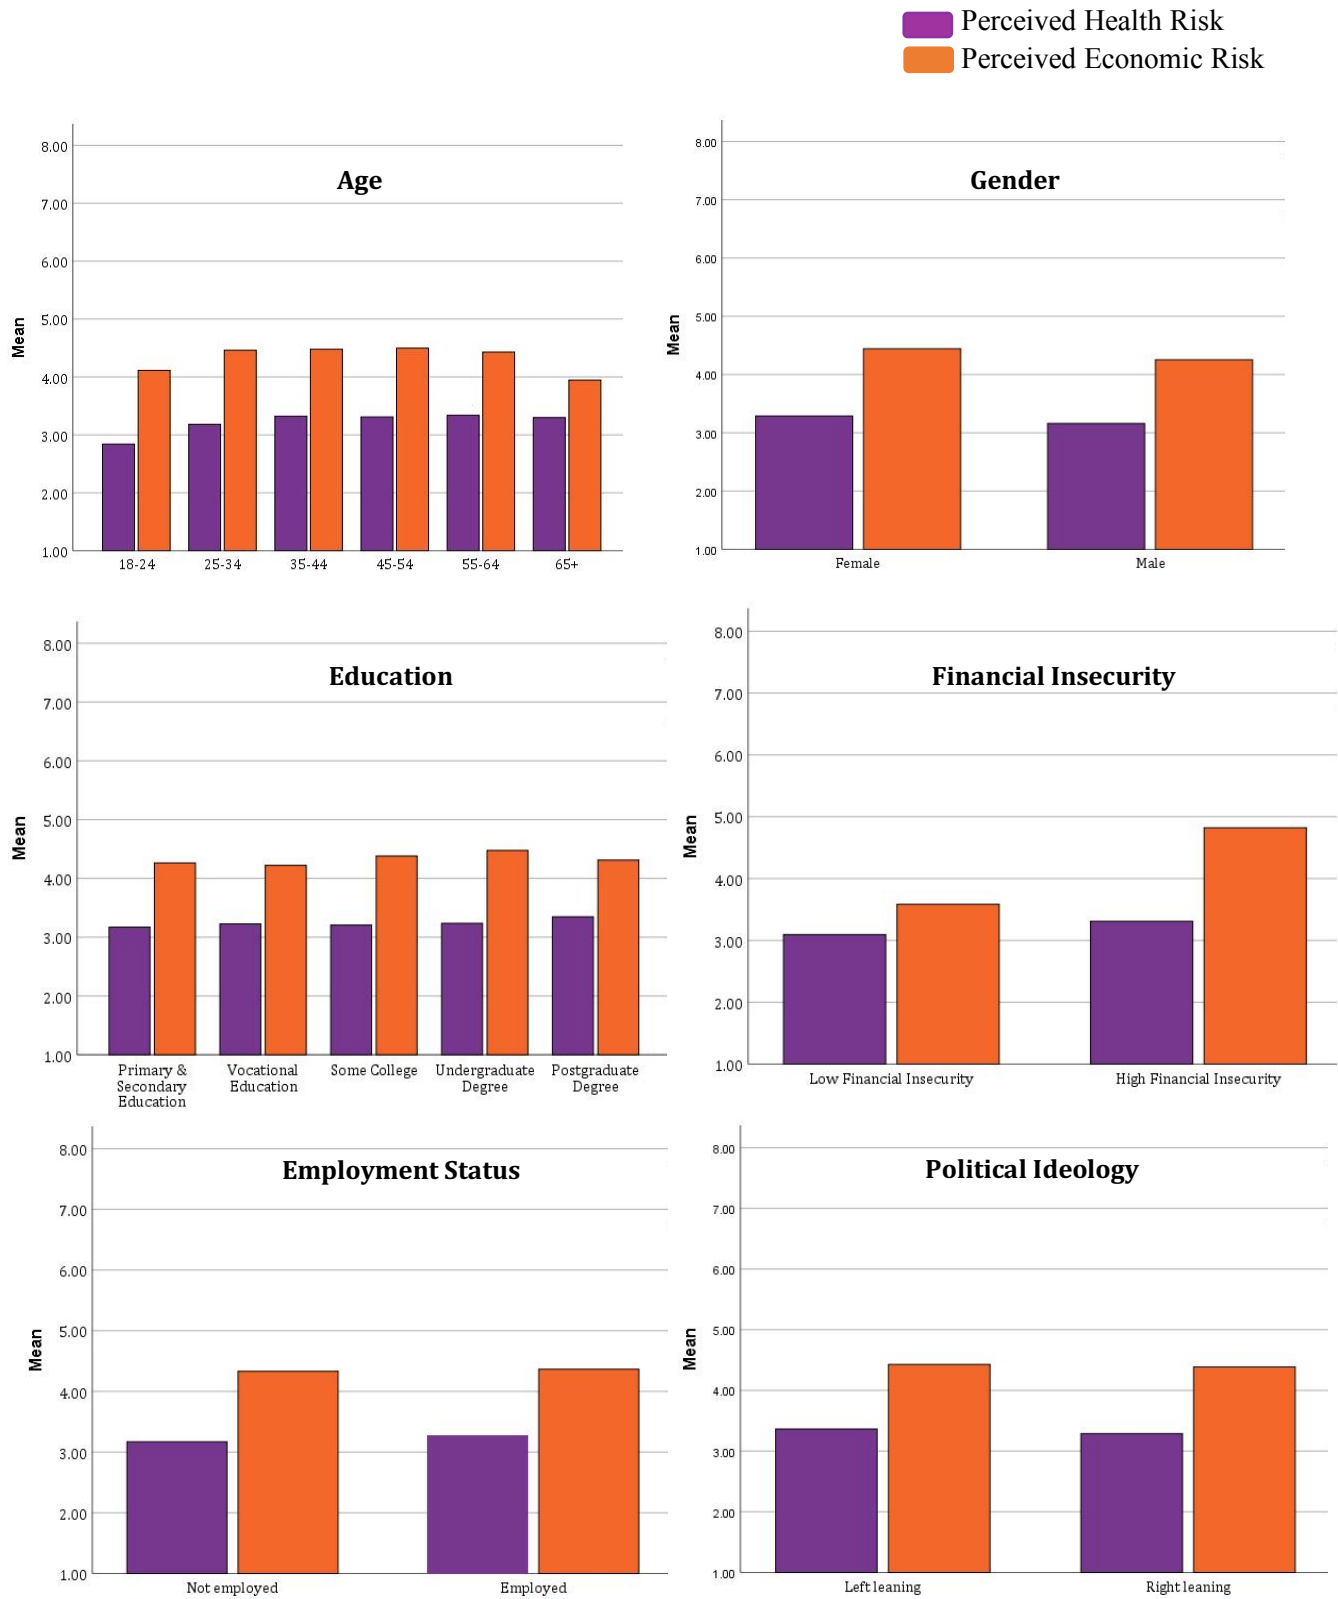 Perceived Health Risk
Perceived Economic Risk
Age
8.00
7.00
6.00
5.00
4.00
3.00
2.00
1.00
Mean
18-24 25-34 35-44 45-54 55-64 65+
Gender
8.00
7.00
6.00
5.00
4.00
3.00
2.00
1.00
Mean
Female Male
Education
8.00
7.00
6.00
5.00
4.00
3.00
2.00
1.00
Mean
Primary &
Secondary
Education
Vocational
Education
Some College
Undergraduate
Degree
Postgraduate
Degree
Financial Insecurity
8.00
7.00
6.00
5.00
4.00
3.00
2.00
1.00
Mean
Low Financial Insecurity High Financial Insecurity
Employment Status
8.00
7.00
6.00
5.00
4.00
3.00
2.00
1.00
Mean
Not employed Employed
Political Ideology
8.00
7.00
6.00
5.00
4.00
3.00
2.00
1.00
Mean
Left leaning Right leaning